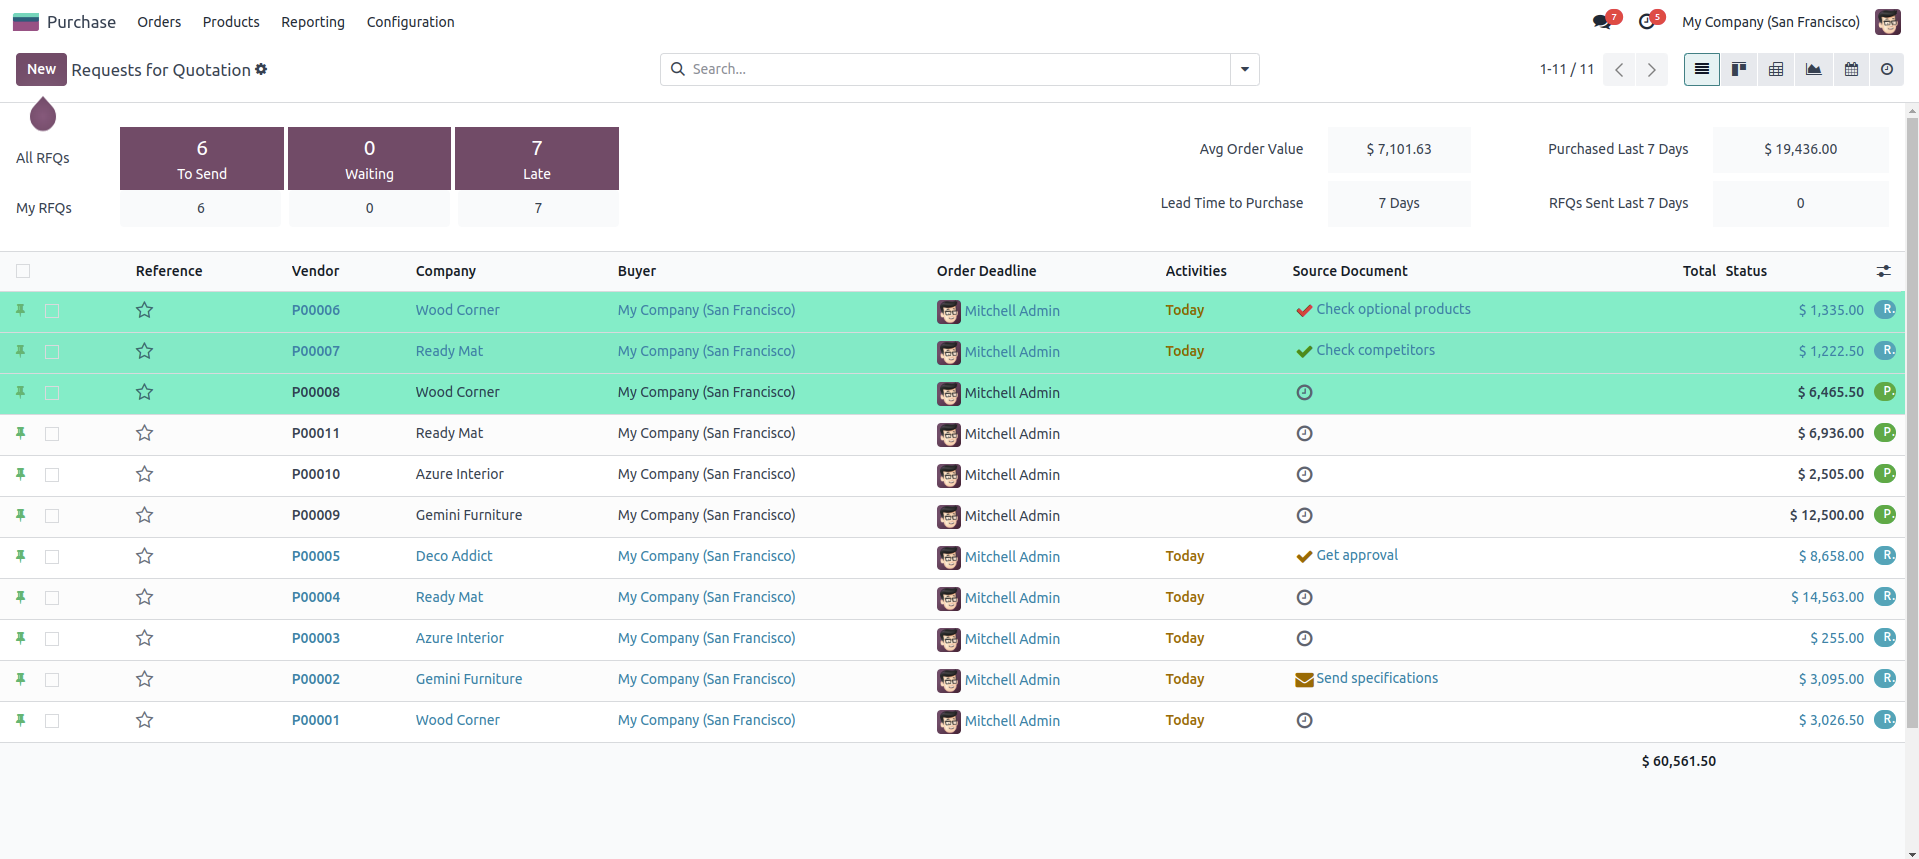 Purchase Orders Products Reporting Configuration 7 5 My Company (San Francisco)
New Requests for Quotation Search... 1-11 / 11
All RFQs 6 To Send 0 Waiting 7 Late
My RFQs 6 0 7
Avg Order Value $ 7,101.63 Purchased Last 7 Days $ 19,436.00
Lead Time to Purchase 7 Days RFQs Sent Last 7 Days 0
Reference Vendor Company Buyer Order Deadline Activities Source Document Total Status
P00006 Wood Corner My Company (San Francisco) Mitchell Admin Today Check optional products $ 1,335.00 R.
P00007 Ready Mat My Company (San Francisco) Mitchell Admin Today Check competitors $ 1,222.50 R.
P00008 Wood Corner My Company (San Francisco) Mitchell Admin $ 6,465.50 P.
P00011 Ready Mat My Company (San Francisco) Mitchell Admin $ 6,936.00 P.
P00010 Azure Interior My Company (San Francisco) Mitchell Admin $ 2,505.00 P.
P00009 Gemini Furniture My Company (San Francisco) Mitchell Admin $ 12,500.00 P.
P00005 Deco Addict My Company (San Francisco) Mitchell Admin Today Get approval $ 8,658.00 R.
P00004 Ready Mat My Company (San Francisco) Mitchell Admin Today $ 14,563.00 R.
P00003 Azure Interior My Company (San Francisco) Mitchell Admin Today $ 255.00 R.
P00002 Gemini Furniture My Company (San Francisco) Mitchell Admin Today Send specifications $ 3,095.00 R.
P00001 Wood Corner My Company (San Francisco) Mitchell Admin Today $ 3,026.50 R.
$ 60,561.50